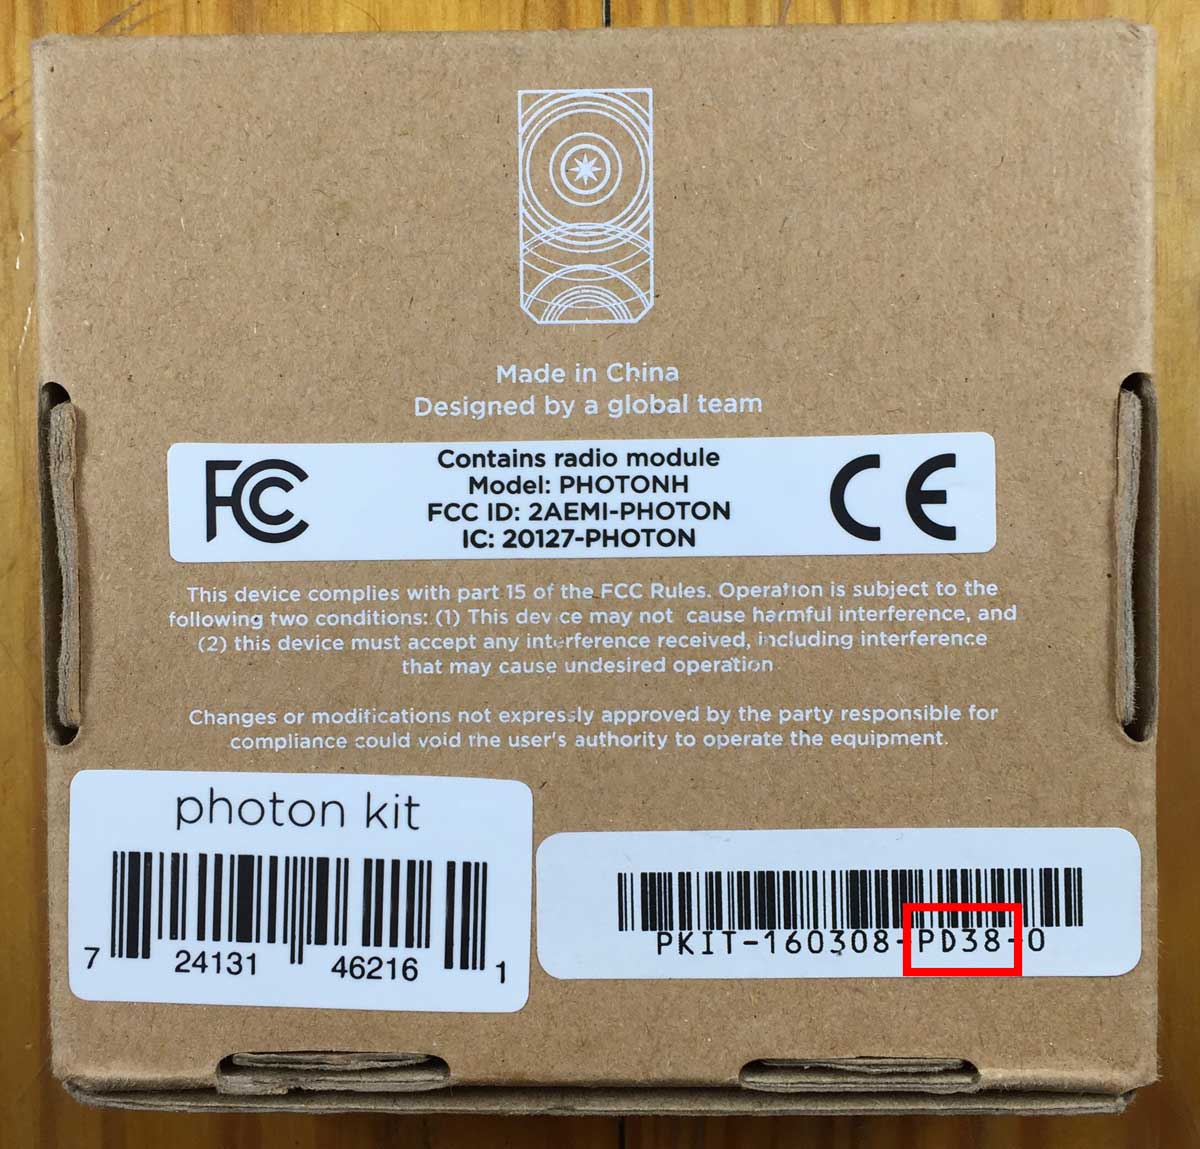 Made in China
Designed by a global team
FC
Contains radio module
Model: PHOTONH
FCC ID: 2AEMI-PHOTON
IC: 20127-PHOTON
CE
This device complies with part 15 of the FCC Rules. Operation is subject to the
following two conditions: (1) This device may not cause harmful interference, and
(2) this device must accept any interference received, including interference
that may cause undesired operation.
Changes or modifications not expressly approved by the party responsible for
compliance could void the user's authority to operate the equipment.
photon kit
7 24131 46216 1
PKIT-160308-PD38-0